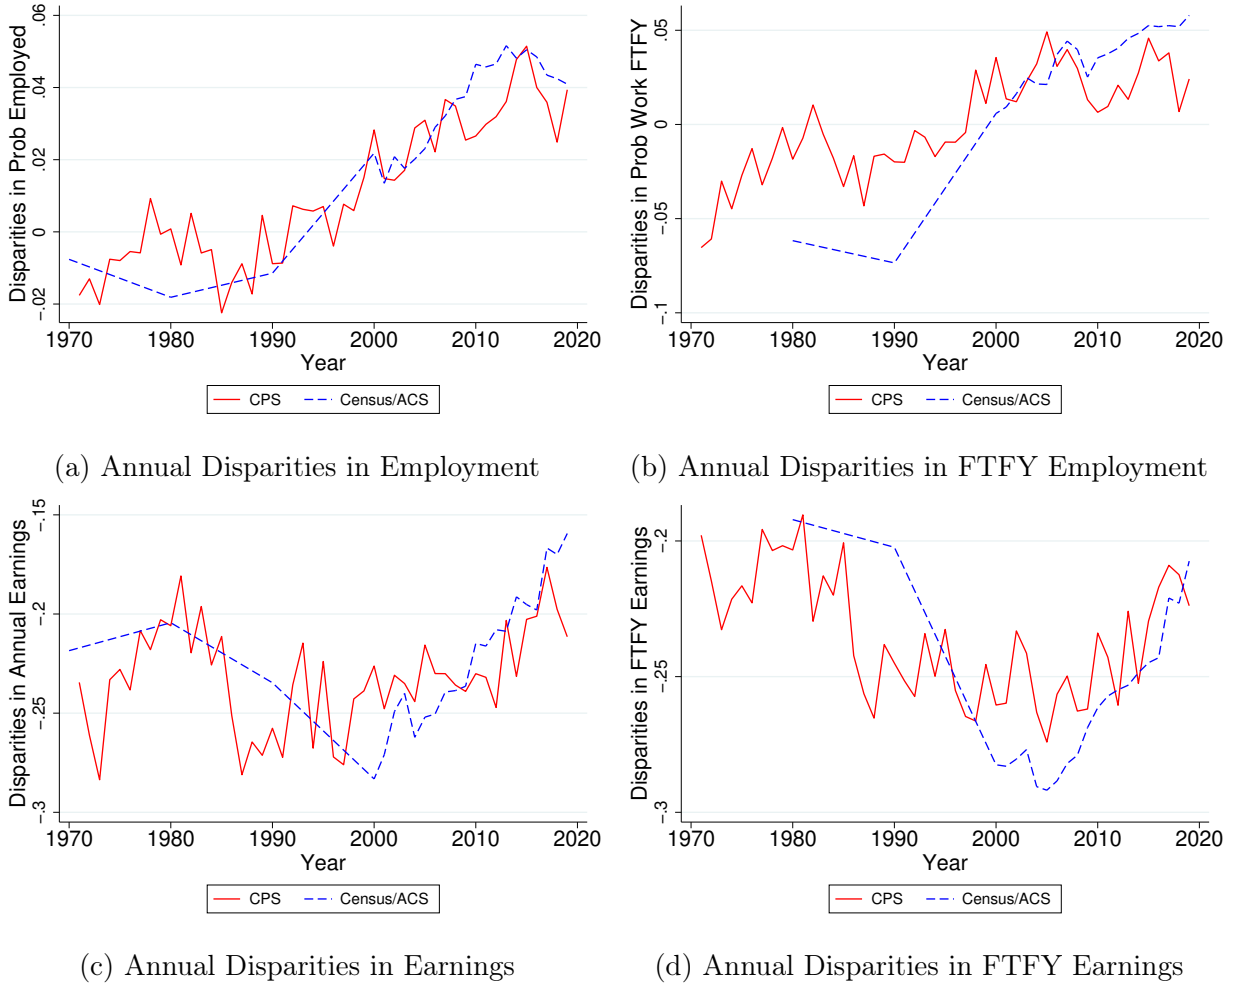 Disparities in Prob Employed
.06
.04
.02
0
-.02
1970 1980 1990 2000 2010 2020
Year
CPS Census/ACS
(a) Annual Disparities in Employment
Disparities in Prob Work FTFY
.05
0
-.05
-.1
1970 1980 1990 2000 2010 2020
Year
CPS Census/ACS
(b) Annual Disparities in FTFY Employment
Disparities in Annual Earnings
-.15
-.2
-.25
-.3
1970 1980 1990 2000 2010 2020
Year
CPS Census/ACS
(c) Annual Disparities in Earnings
Disparities in FTFY Earnings
-.2
-.25
-.3
1970 1980 1990 2000 2010 2020
Year
CPS Census/ACS
(d) Annual Disparities in FTFY Earnings